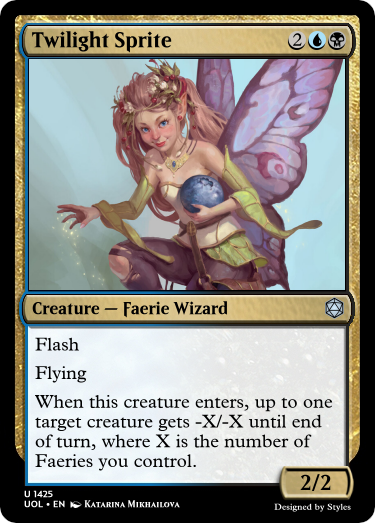 Twilight Sprite 2
Creature — Faerie Wizard
Flash
Flying
When this creature enters, up to one
target creature gets -X/-X until end
of turn, where X is the number of
Faeries you control.
2/2
U 1425
UOL • EN Katarina Mikhailova
Designed by Styles